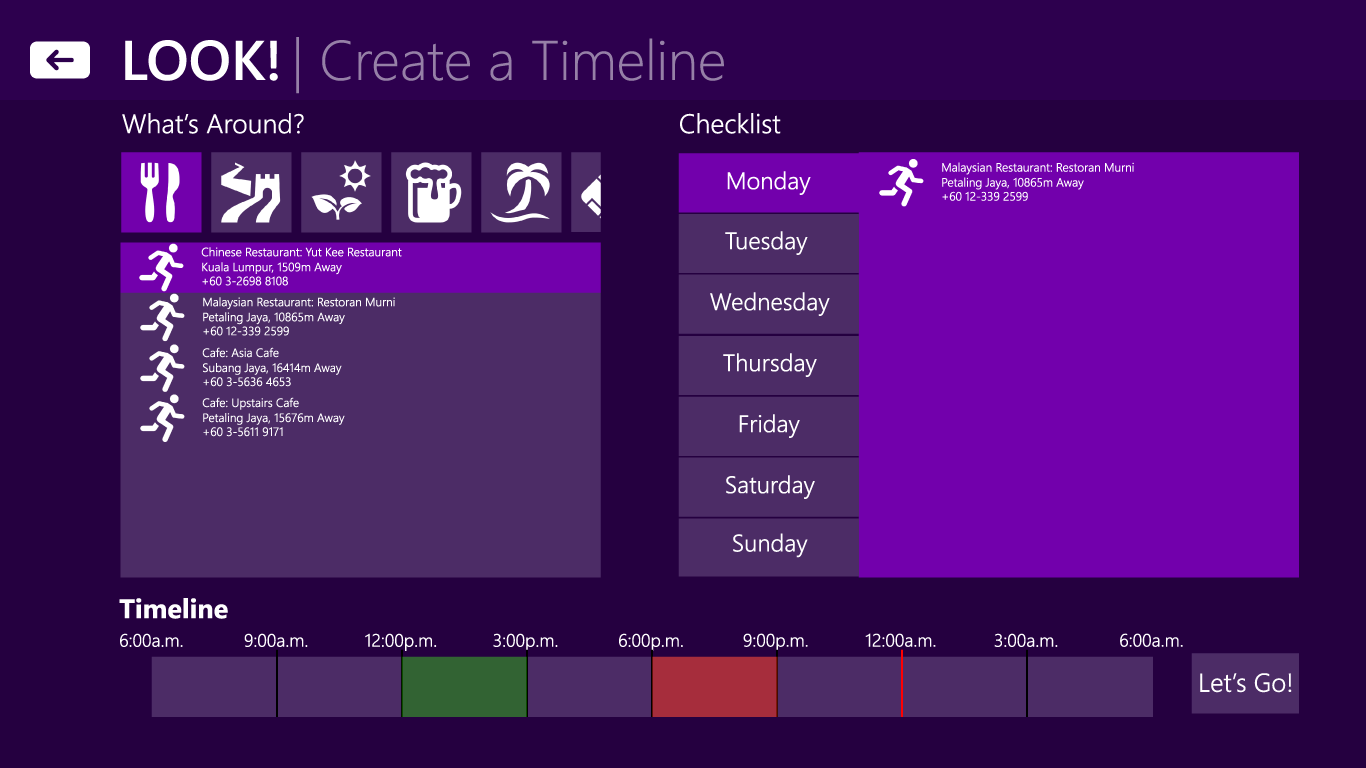 LOOK! | Create a Timeline
What's Around?
Chinese Restaurant: Yut Kee Restaurant
Kuala Lumpur, 1509m Away
+60 3-2698 8108
Malaysian Restaurant: Restoran Murni
Petaling Jaya, 10865m Away
+60 12-339 2599
Cafe: Asia Cafe
Subang Jaya, 16414m Away
+60 3-5636 4653
Cafe: Upstairs Cafe
Petaling Jaya, 15676m Away
+60 3-5611 9171
Checklist
Monday
Tuesday
Wednesday
Thursday
Friday
Saturday
Sunday
Malaysian Restaurant: Restoran Murni
Petaling Jaya, 10865m Away
+60 12-339 2599
Timeline
6:00a.m. 9:00a.m. 12:00p.m. 3:00p.m. 6:00p.m. 9:00p.m. 12:00a.m. 3:00a.m. 6:00a.m.
Let's Go!